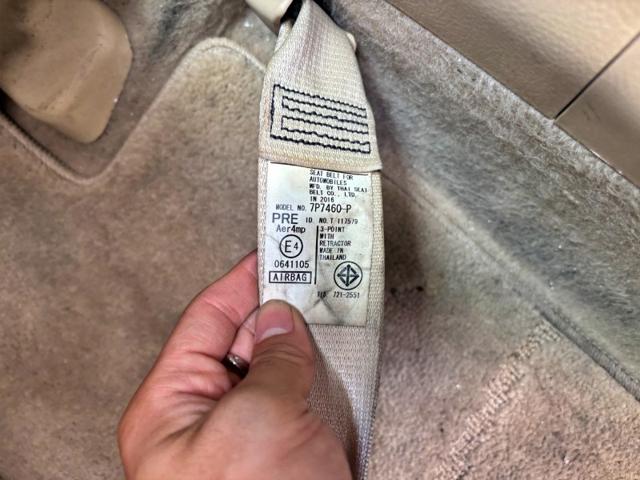 SEAT BELT FOR
AUTOMOBILES
MFD. BY THAI SEAT
BELT CO., LTD.
IN 2016
MODEL NO. 7P7460-P
PRE ID. NO. T-117579
Aer4mp
3-POINT
WITH
RETRACTOR
MADE IN
THAILAND
E4
0641105
AIRBAG
721-2551